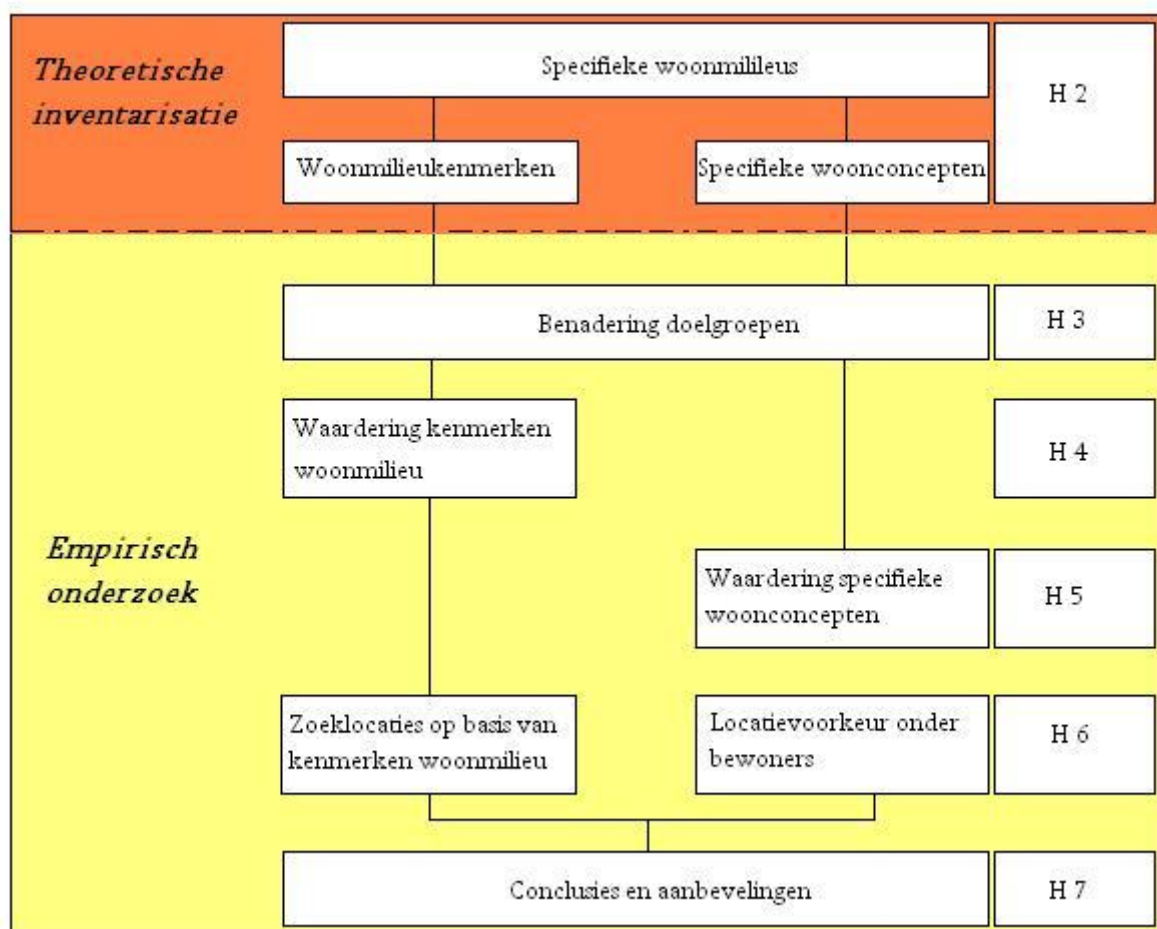 Theoretische
inventarisatie
Specifieke woonmilileus
H 2
Woonmilieukenmerken
Specifieke woonconcepten
Benadering doelgroepen
H 3
Waardering kenmerken
woonmilieu
H 4
Empirisch
onderzoek
Waardering specifieke
woonconcepten
H 5
Zoeklocaties op basis van
kenmerken woonmilieu
Locatievoorkeur onder
bewoners
H 6
Conclusies en aanbevelingen
H 7